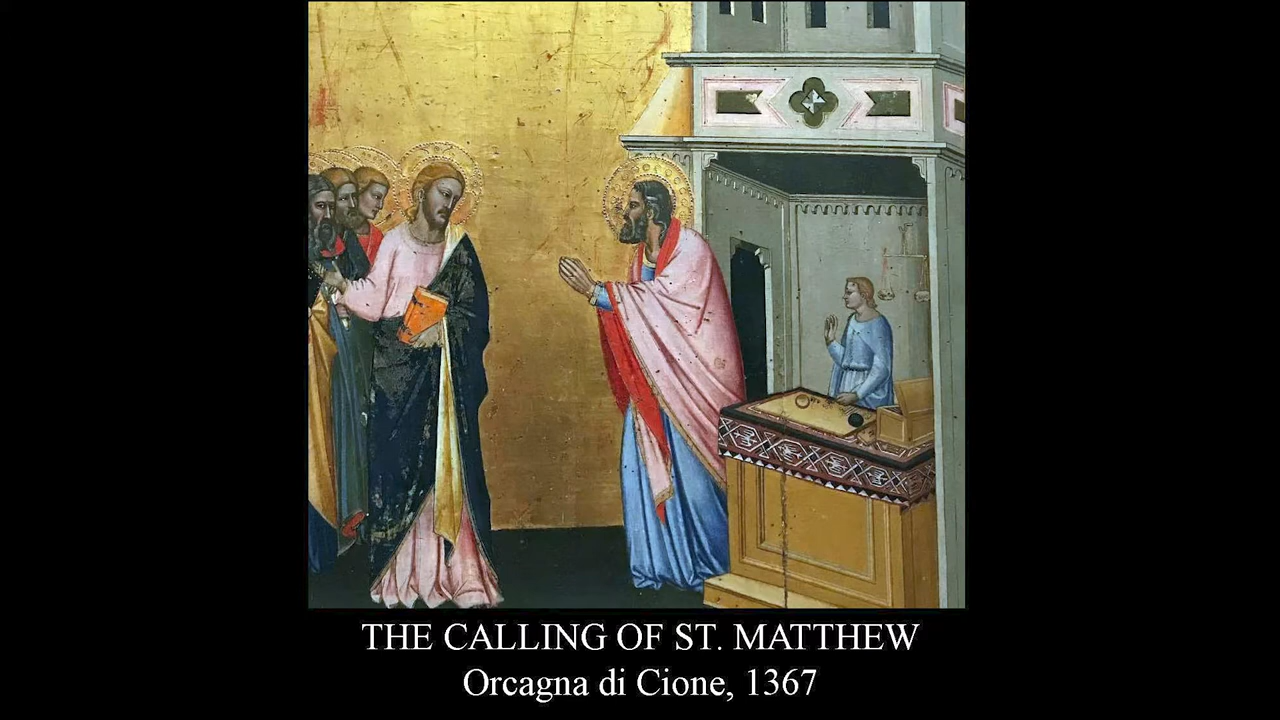 THE CALLING OF ST. MATTHEW
Orcagna di Cione, 1367